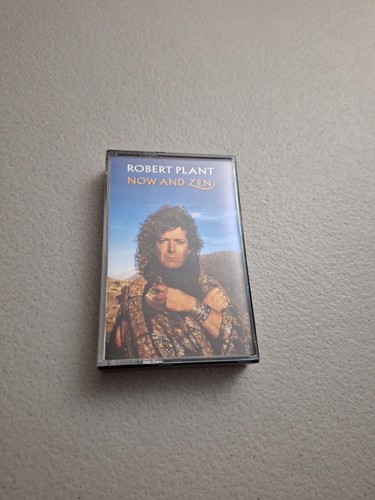 ROBERT PLANT
NOW AND ZEN